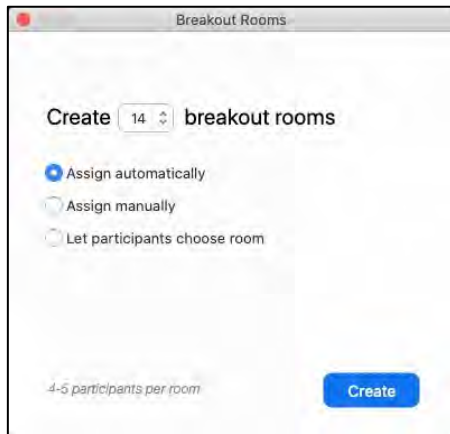 Breakout Rooms
Create 14 breakout rooms
Assign automatically
Assign manually
Let participants choose room
4-5 participants per room
Create